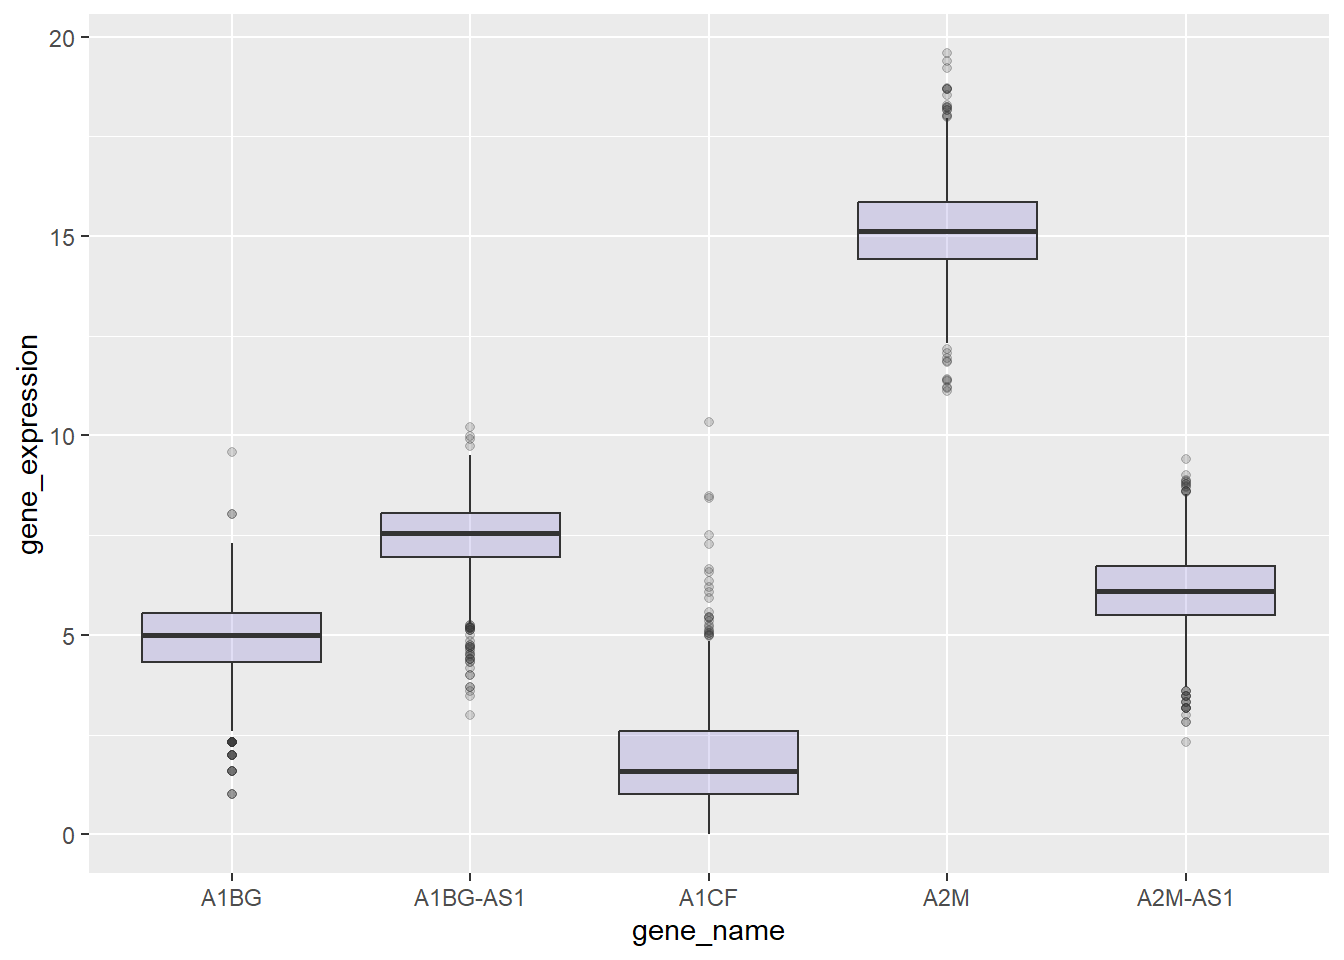 gene_expression
20
15
10
5
0
A1BG
A1BG-AS1
A1CF
A2M
A2M-AS1
gene_name